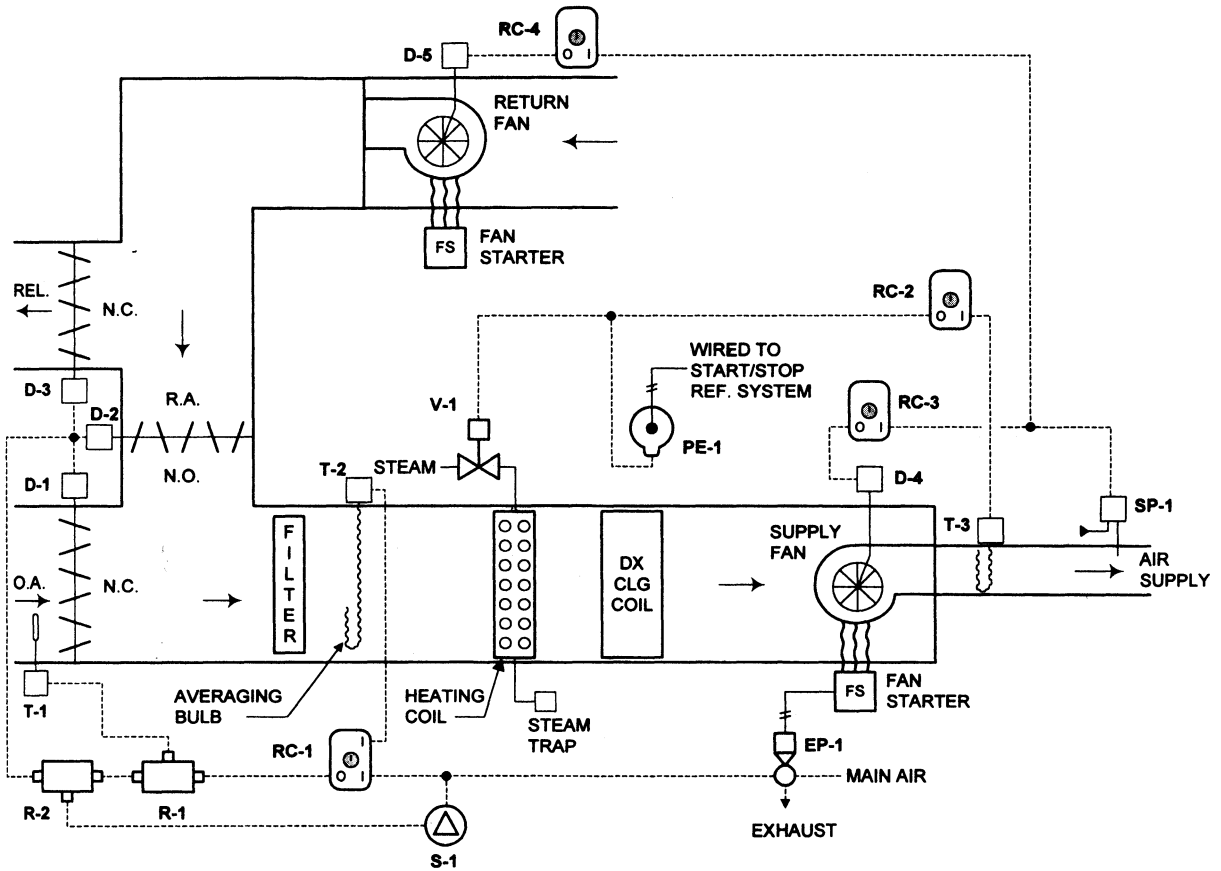 RC-4
O I
D-5
RETURN
FAN
FS
FAN
STARTER
REL.
N.C.
RC-2
O I
WIRED TO
START/STOP
REF. SYSTEM
D-3
R.A.
D-2
V-1
RC-3
O I
PE-1
STEAM
D-1
N.O.
T-2
D-4
SP-1
T-3
SUPPLY
FAN
FILTER
DX
CLG
COIL
O.A.
N.C.
AIR
SUPPLY
AVERAGING
BULB
HEATING
COIL
STEAM
TRAP
FS
FAN
STARTER
T-1
RC-1
I
O I
EP-1
MAIN AIR
R-2
R-1
EXHAUST
S-1